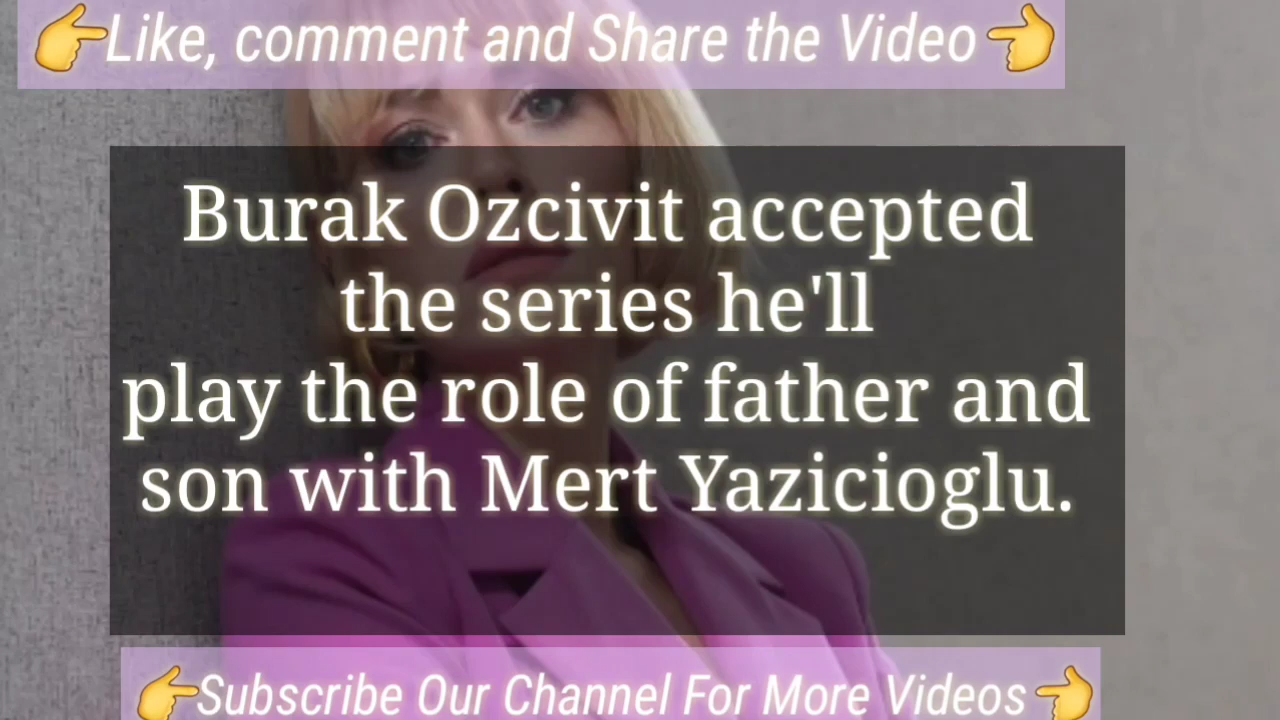 👉Like, comment and Share the Video👈
Burak Ozcivit accepted
the series he'll
play the role of father and
son with Mert Yazicioglu.
👉Subscribe Our Channel For More Videos👈